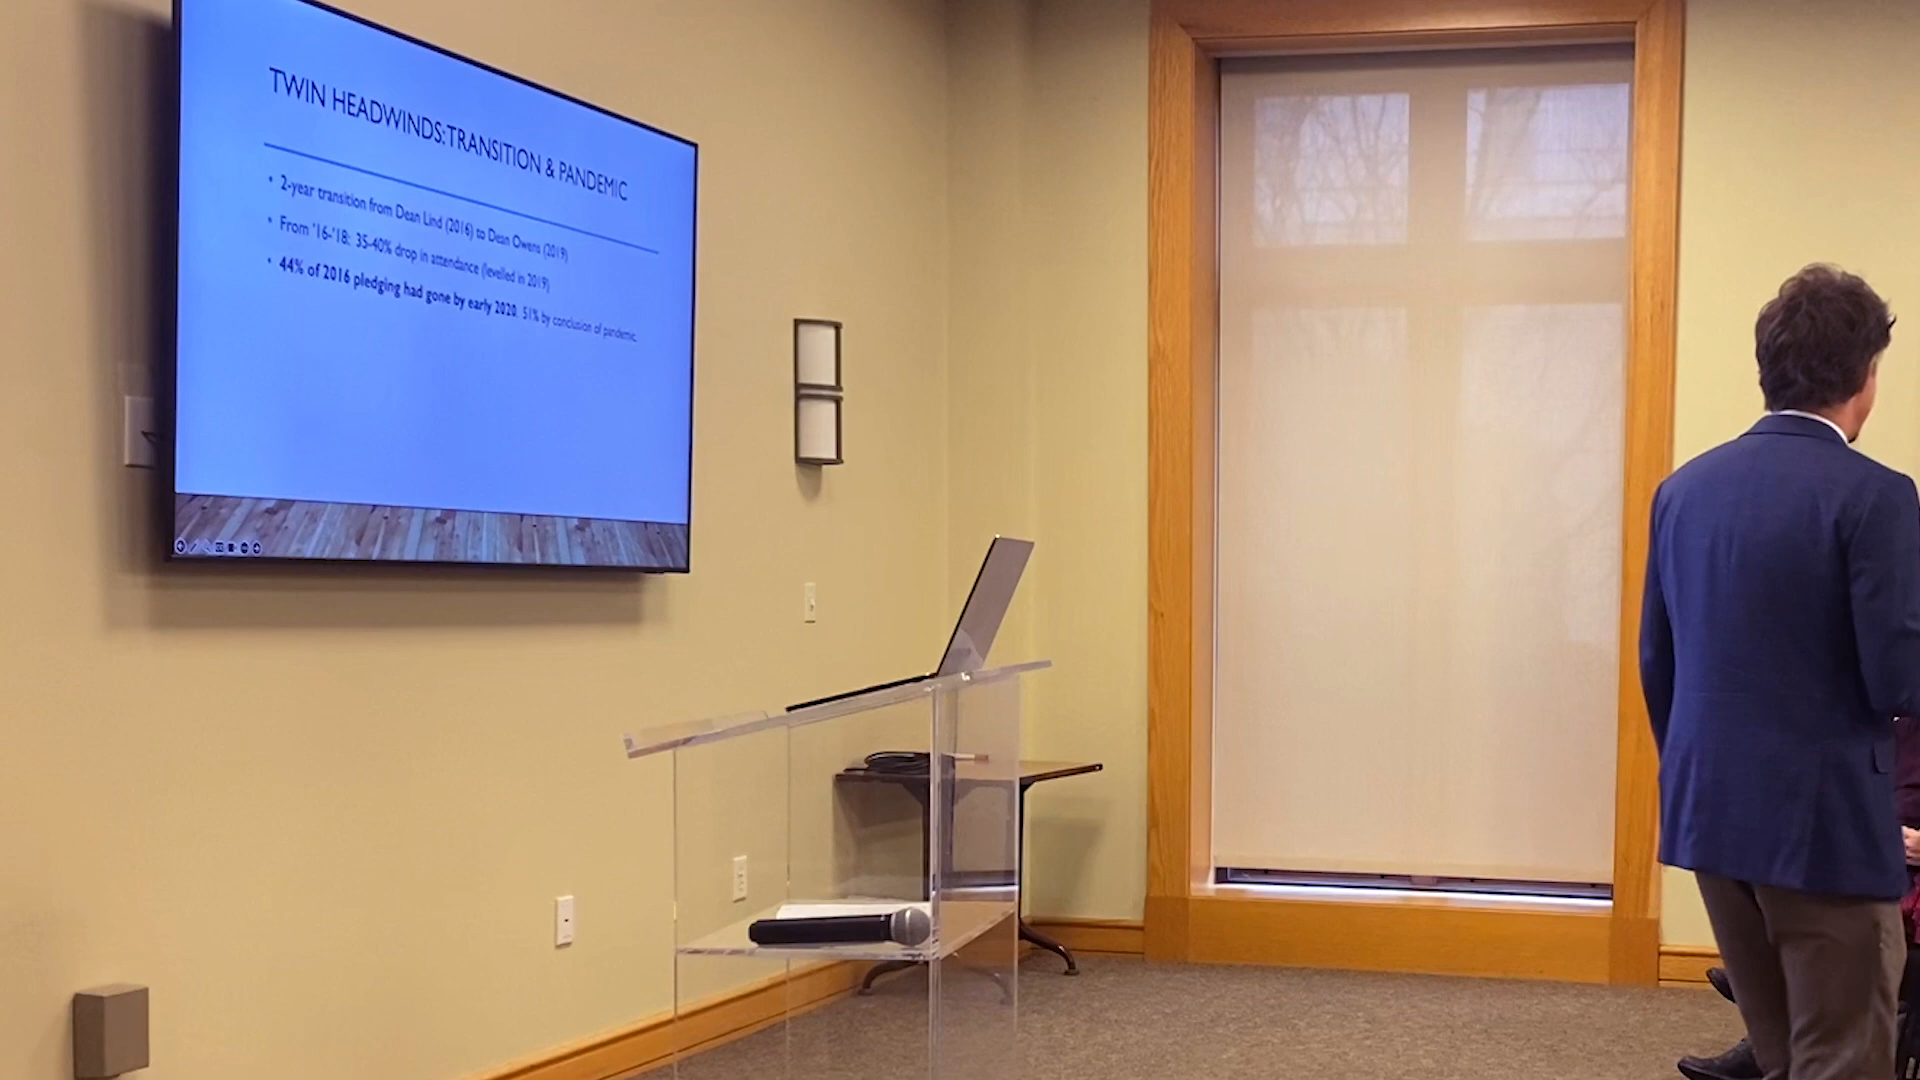 TWIN HEADWINDS: TRANSITION & PANDEMIC
• 2-year transition from Dean Lind (2016) to Dean Owens (2019)
• From '16-'18: 35-40% drop in attendance (levelled in 2019)
• 44% of 2016 pledging had gone by early 2020. 51% by conclusion of pandemic.